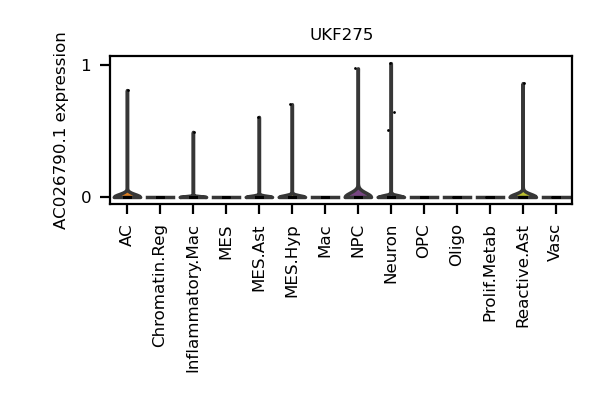 UKF275
AC026790.1 expression
1
0
AC
Chromatin.Reg
Inflammatory.Mac
MES
MES.Ast
MES.Hyp
Mac
NPC
Neuron
OPC
Oligo
Prolif.Metab
Reactive.Ast
Vasc